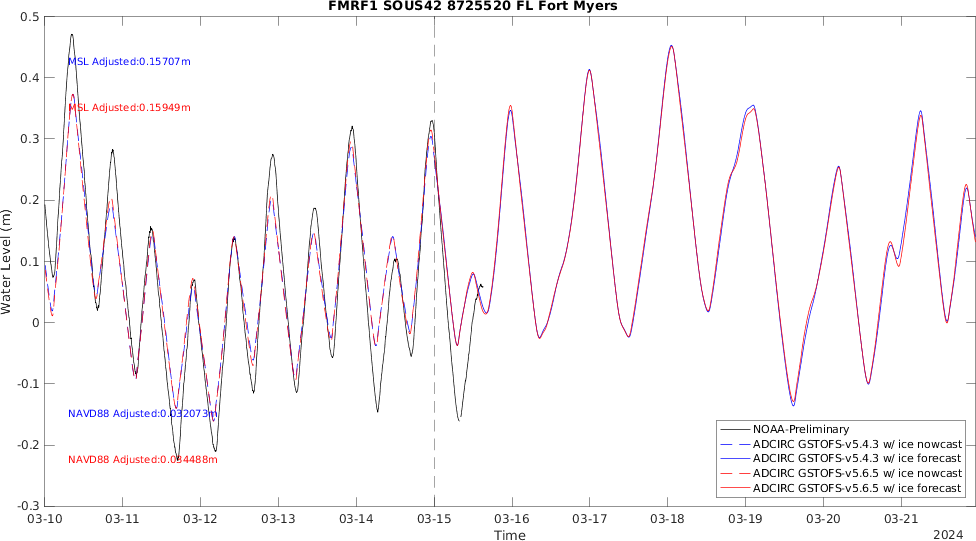 FMRF1 SOUS42 8725520 FL Fort Myers
0.5
0.4
0.3
0.2
0.1
0
-0.1
-0.2
-0.3
Water Level (m)
MSL Adjusted:0.15707m
MSL Adjusted:0.15949m
NAVD88 Adjusted:0.032073m
NAVD88 Adjusted:0.034488m
NOAA-Preliminary
ADCIRC GSTOFS-v5.4.3 w/ ice nowcast
ADCIRC GSTOFS-v5.4.3 w/ ice forecast
ADCIRC GSTOFS-v5.6.5 w/ ice nowcast
ADCIRC GSTOFS-v5.6.5 w/ ice forecast
03-10 03-11 03-12 03-13 03-14 03-15 03-16 03-17 03-18 03-19 03-20 03-21
Time
2024